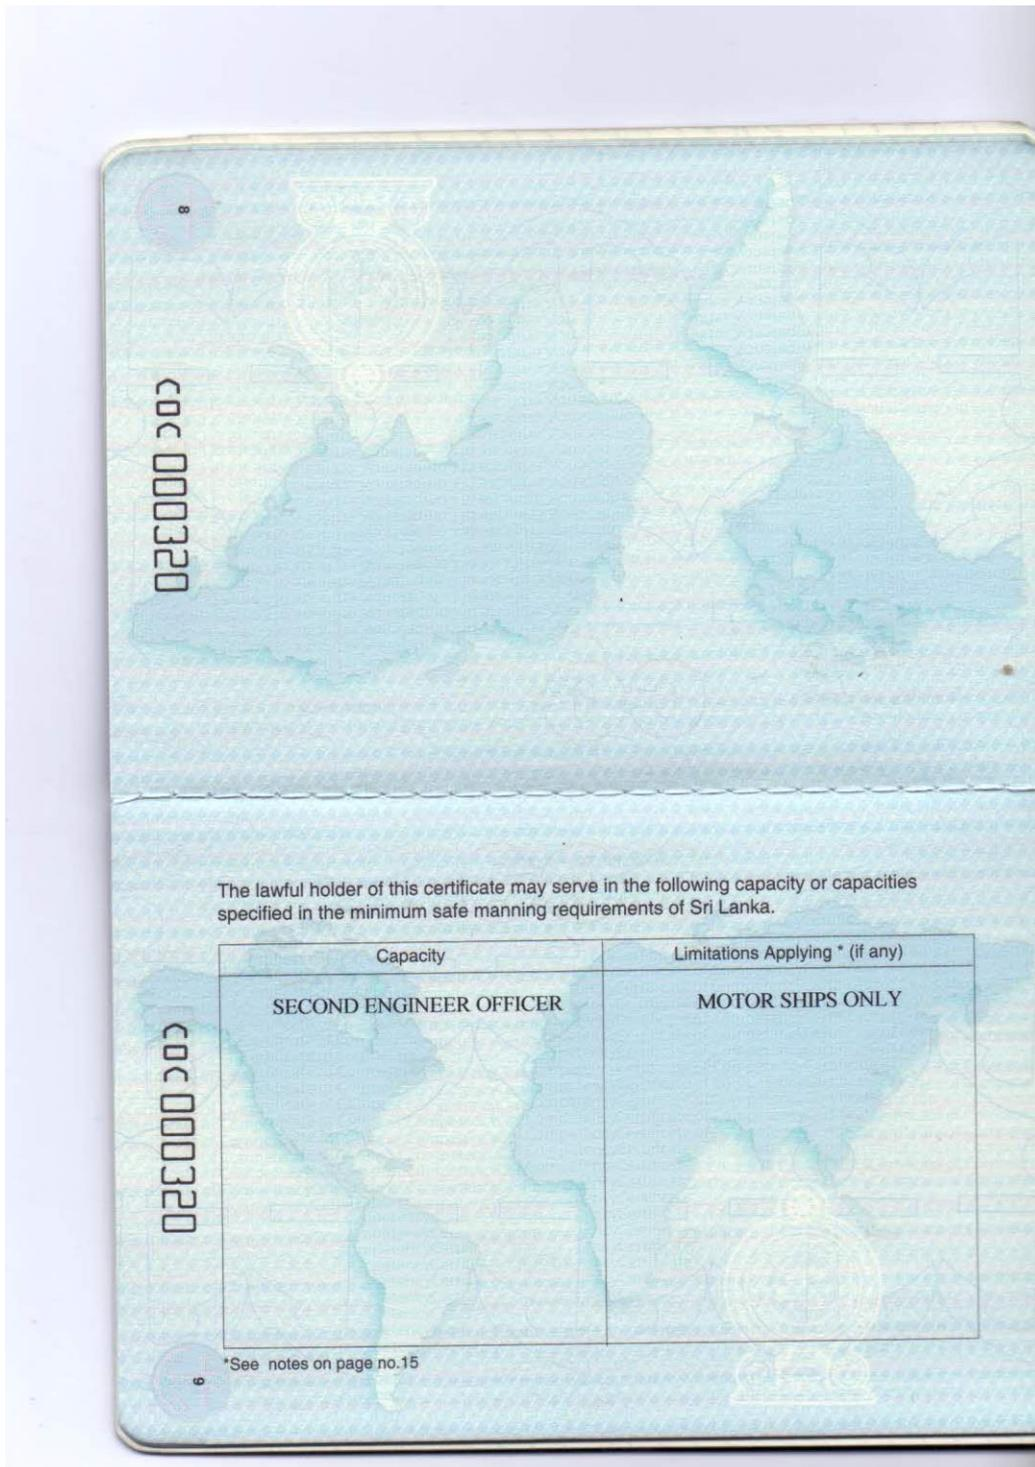 8
COC 000320
The lawful holder of this certificate may serve in the following capacity or capacities
specified in the minimum safe manning requirements of Sri Lanka.
Capacity
Limitations Applying * (if any)
SECOND ENGINEER OFFICER
MOTOR SHIPS ONLY
COC 000320
*See notes on page no.15
9